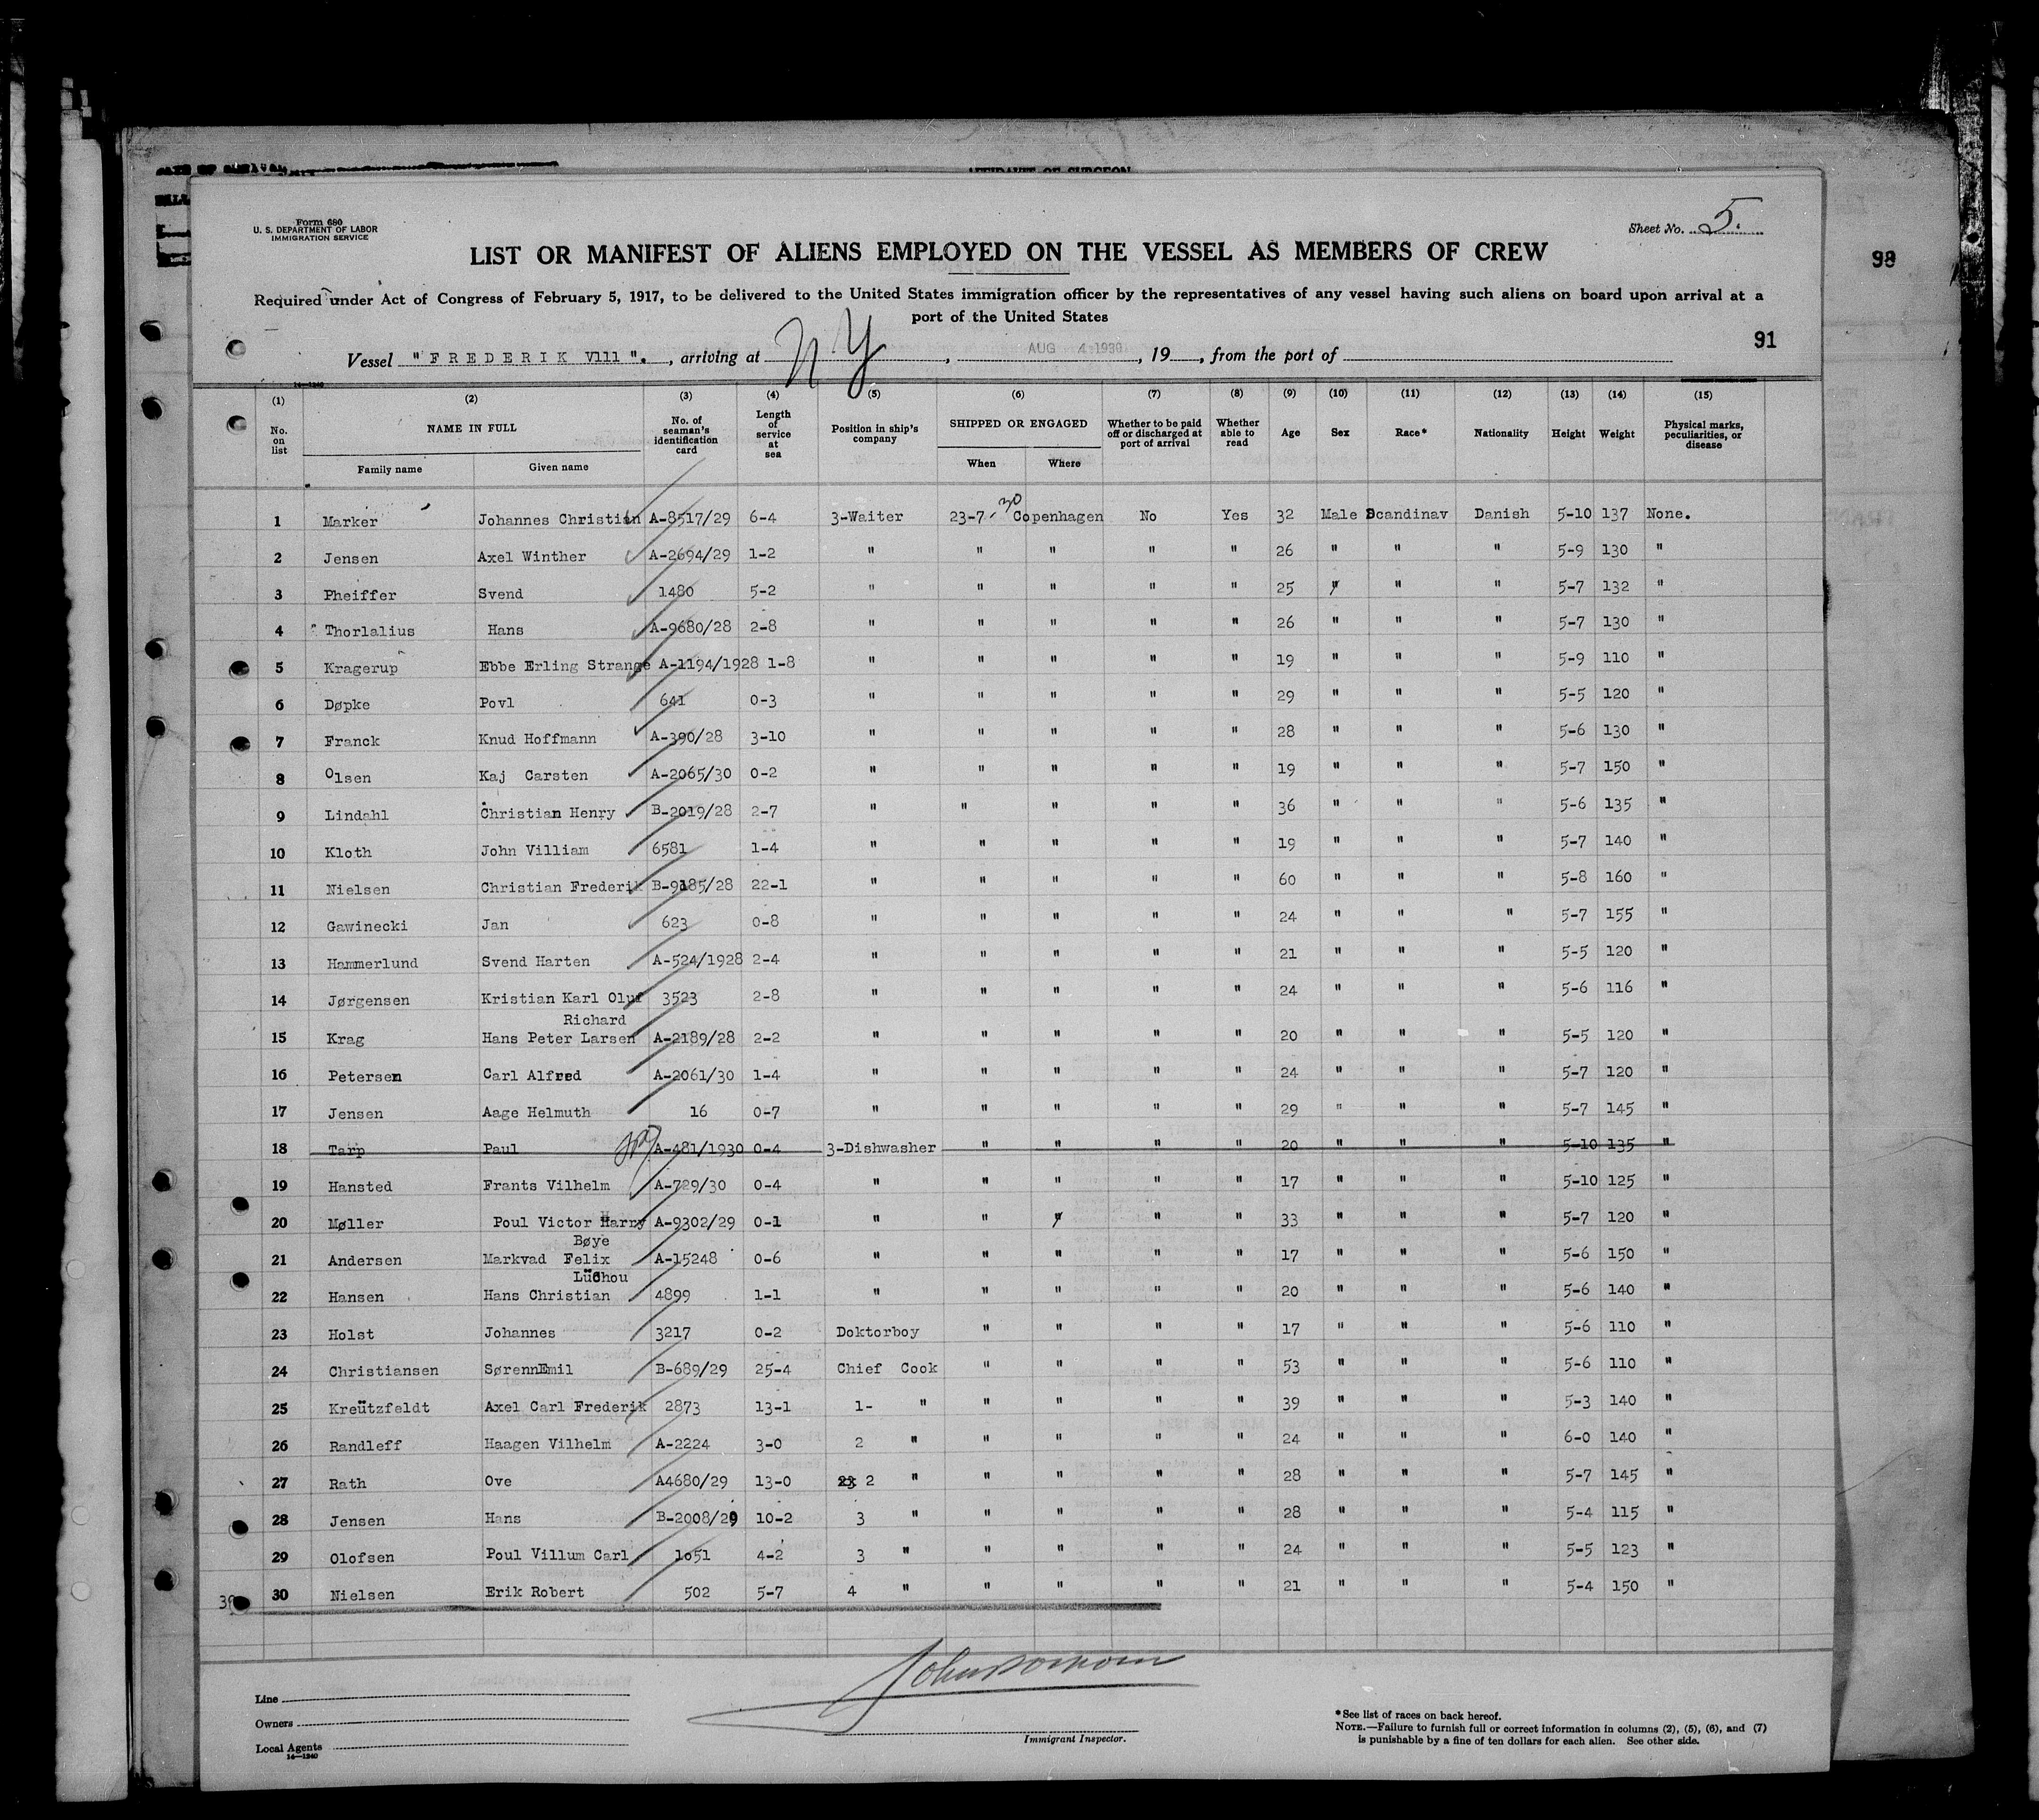 AFFIDAVIT OF SURGEON
Form 680
U. S. DEPARTMENT OF LABOR
IMMIGRATION SERVICE
Sheet No. 5.
LIST OR MANIFEST OF ALIENS EMPLOYED ON THE VESSEL AS MEMBERS OF CREW
98
Required under Act of Congress of February 5, 1917, to be delivered to the United States immigration officer by the representatives of any vessel having such aliens on board upon arrival at a
port of the United States
91
Vessel "FREDERIK V111". , arriving at N Y , AUG 4 1930 , 19 , from the port of
14—1240
(1) (2) (3) (4) (5) (6) (7) (8) (9) (10) (11) (12) (13) (14) (15)
No. on list NAME IN FULL Family name Given name No. of seaman's identification card Length of service at sea Position in ship's company SHIPPED OR ENGAGED When Where Whether to be paid off or discharged at port of arrival Whether able to read Age Sex Race* Nationality Height Weight Physical marks, peculiarities, or disease
1 Marker Johannes Christian A-8517/29 6-4 3-Waiter 23-7-30 Copenhagen No Yes 32 Male Scandinav Danish 5-10 137 None.
2 Jensen Axel Winther A-2694/29 1-2 " " " " " 26 " " " 5-9 130 "
3 Pheiffer Svend 1480 5-2 " " " " " 25 " " " 5-7 132 "
4 Thorlalius Hans A-9680/28 2-8 " " " " " 26 " " " 5-7 130 "
5 Kragerup Ebbe Erling Strange A-1194/1928 1-8 " " " " " 19 " " " 5-9 110 "
6 Døpke Povl 641 0-3 " " " " " 29 " " " 5-5 120 "
7 Franck Knud Hoffmann A-390/28 3-10 " " " " " 28 " " " 5-6 130 "
8 Olsen Kaj Carsten A-2065/30 0-2 " " " " " 19 " " " 5-7 150 "
9 Lindahl Christian Henry B-2019/28 2-7 " " " " " 36 " " " 5-6 135 "
10 Kloth John Villiam 6581 1-4 " " " " " 19 " " " 5-7 140 "
11 Nielsen Christian Frederik B-9185/28 22-1 " " " " " 60 " " " 5-8 160 "
12 Gawinecki Jan 623 0-8 " " " " " 24 " " " 5-7 155 "
13 Hammerlund Svend Harten A-524/1928 2-4 " " " " " 21 " " " 5-5 120 "
14 Jørgensen Kristian Karl Oluf 3523 2-8 " " " " " 24 " " " 5-6 116 "
Richard
15 Krag Hans Peter Larsen A-2189/28 2-2 " " " " " 20 " " " 5-5 120 "
16 Petersen Carl Alfred A-2061/30 1-4 " " " " " 24 " " " 5-7 120 "
17 Jensen Aage Helmuth 16 0-7 " " " " " 29 " " " 5-7 145 "
18 Tarp Paul A-481/1930 0-4 3-Dishwasher " " " " 20 " " " 5-10 135 "
19 Hansted Frants Vilhelm A-729/30 0-4 " " " " " 17 " " " 5-10 125 "
20 Møller Poul Victor Harry A-9302/29 0-1 " " " " " 33 " " " 5-7 120 "
Bøye
21 Andersen Markvad Felix A-15248 0-6 " " " " " 17 " " " 5-6 150 "
Lüchou
22 Hansen Hans Christian 4899 1-1 " " " " " 20 " " " 5-6 140 "
23 Holst Johannes 3217 0-2 Doktorboy " " " " 17 " " " 5-6 110 "
24 Christiansen SørennEmil B-689/29 25-4 Chief Cook " " " " 53 " " " 5-6 110 "
25 Kreützfeldt Axel Carl Frederik 2873 13-1 1- " " " " " 39 " " " 5-3 140 "
26 Randleff Haagen Vilhelm A-2224 3-0 2 " " " " " 24 " " " 6-0 140 "
27 Rath Ove A4680/29 13-0 2 " " " " " 28 " " " 5-7 145 "
28 Jensen Hans B-2008/29 10-2 3 " " " " " 28 " " " 5-4 115 "
29 Olofsen Poul Villum Carl 1o51 4-2 3 " " " " " 24 " " " 5-5 123 "
30 Nielsen Erik Robert 502 5-7 4 " " " " " 21 " " " 5-4 150 "
Line
Owners
Local Agents
14—1240
Immigrant Inspector.
*See list of races on back hereof.
NOTE.—Failure to furnish full or correct information in columns (2), (5), (6), and (7)
is punishable by a fine of ten dollars for each alien. See other side.